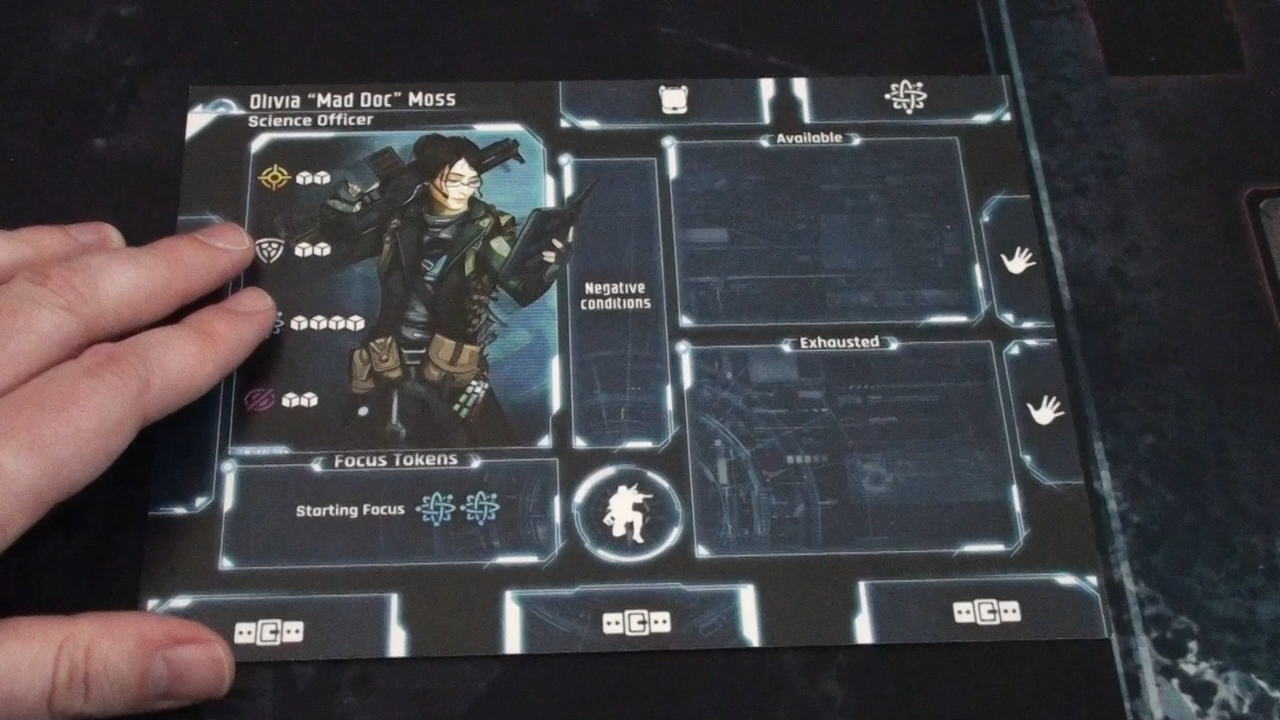 Olivia "Mad Doc" Moss
Science Officer
Available
Negative
conditions
Exhausted
Focus Tokens
Starting Focus